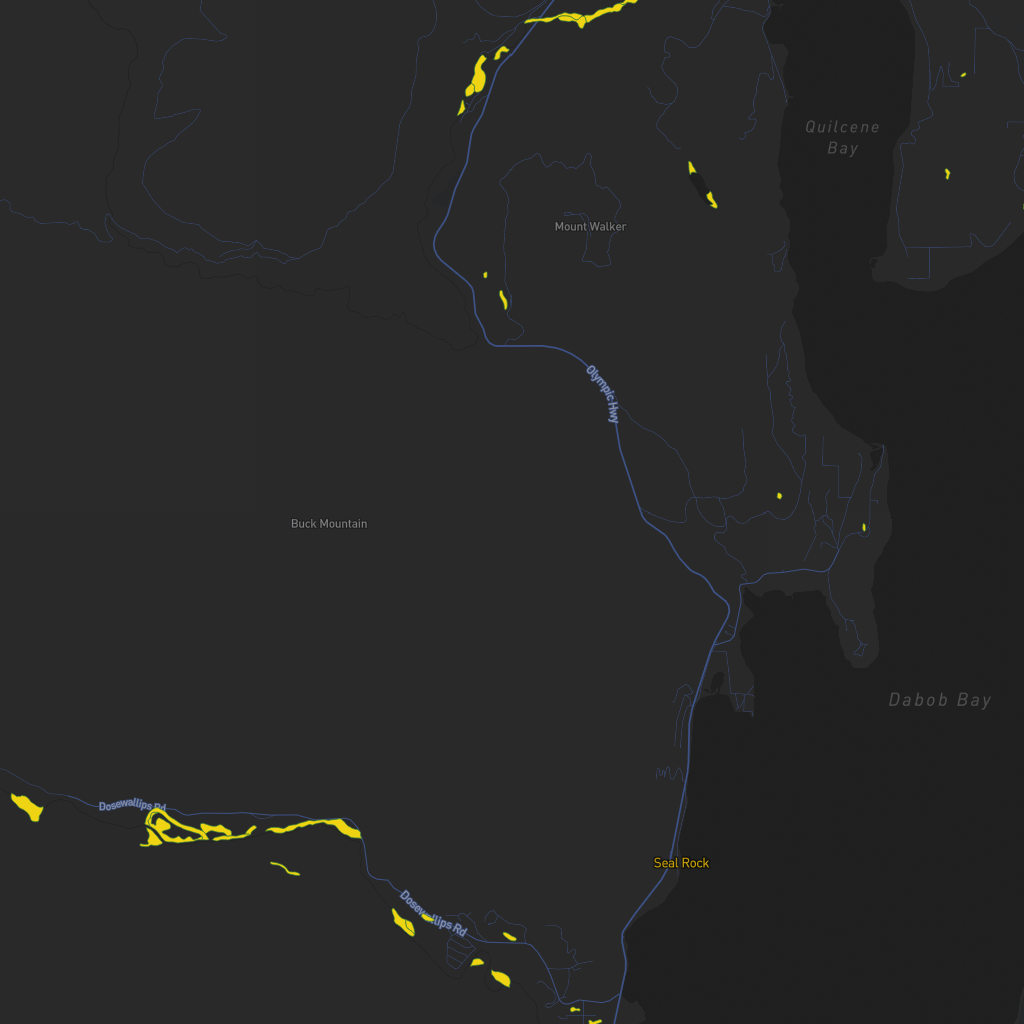 Quilcene
Bay
Mount Walker
Olympic Hwy
Buck Mountain
Dabob Bay
Dosewallips Rd
Seal Rock
Dosewallips Rd